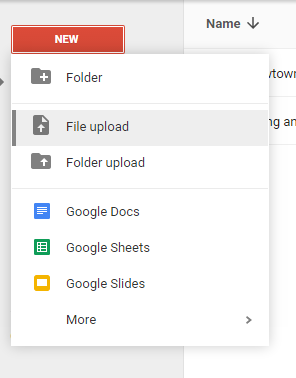 NEW
Name
Folder
File upload
Folder upload
Google Docs
Google Sheets
Google Slides
More